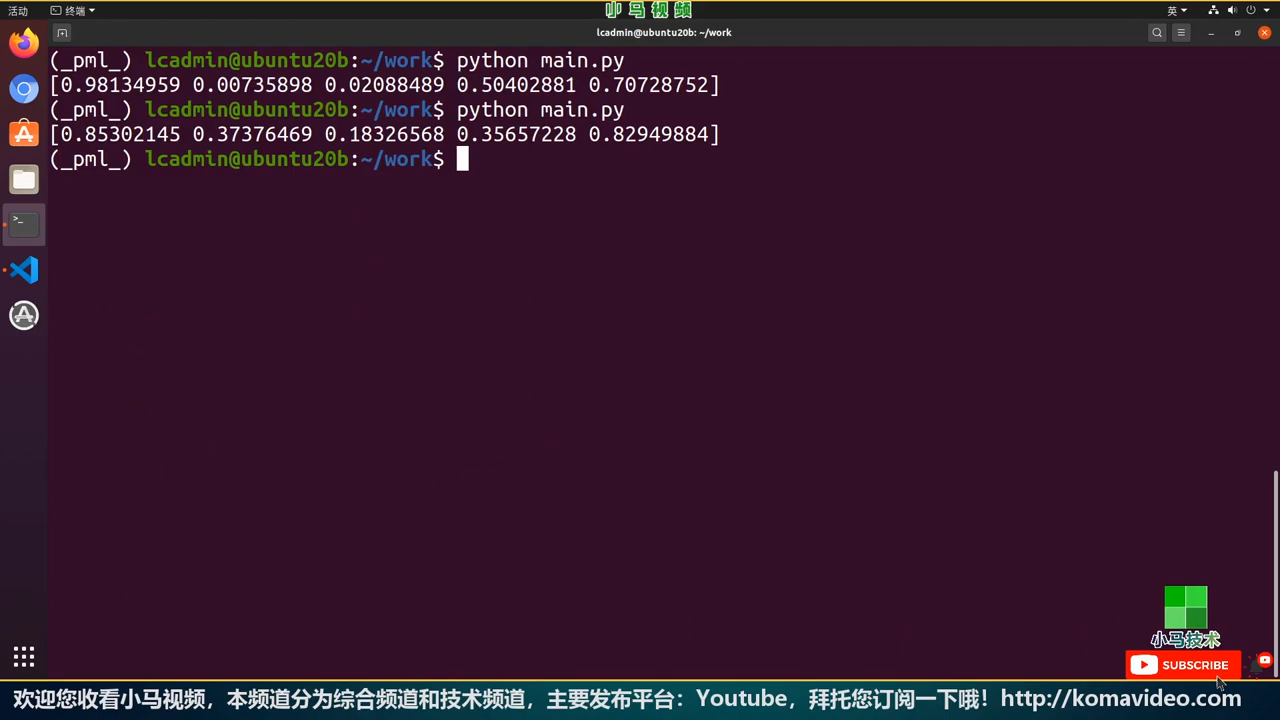 活动 终端 小马视频 英
lcadmin@ubuntu20b: ~/work
(_pml_) lcadmin@ubuntu20b:~/work$ python main.py
[0.98134959 0.00735898 0.02088489 0.50402881 0.70728752]
(_pml_) lcadmin@ubuntu20b:~/work$ python main.py
[0.85302145 0.37376469 0.18326568 0.35657228 0.82949884]
(_pml_) lcadmin@ubuntu20b:~/work$
小马技术
SUBSCRIBE
欢迎您收看小马视频，本频道分为综合频道和技术频道，主要发布平台：Youtube，拜托您订阅一下哦！http://komavideo.com